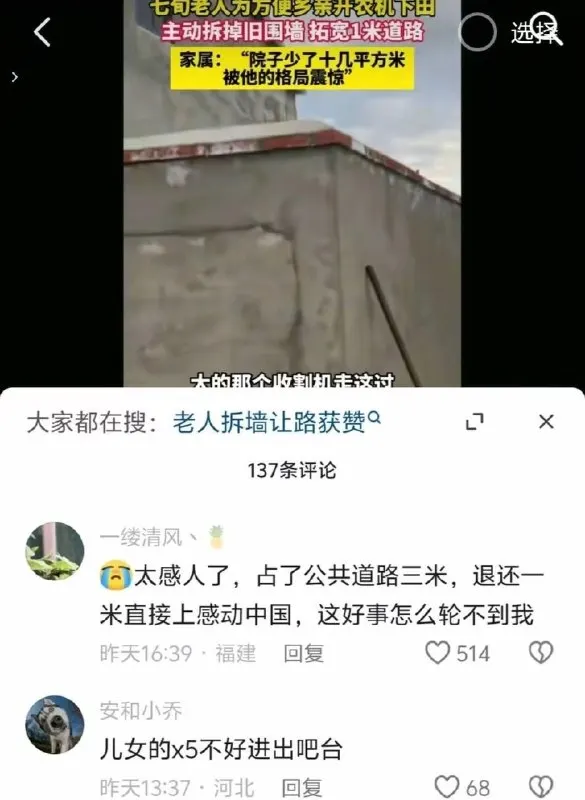 七旬老人为方便乡亲开农机下田
主动拆掉旧围墙 拓宽1米道路
选择
家属：“院子少了十几平方米
被他的格局震惊”
大的那个收割机走这过
大家都在搜：老人拆墙让路获赞
137条评论
一缕清风丶🍍
😭太感人了，占了公共道路三米，退还一
米直接上感动中国，这好事怎么轮不到我
昨天16:39 · 福建 回复 514
安和小乔
儿女的x5不好进出吧台
昨天13:37 · 河北 回复 68